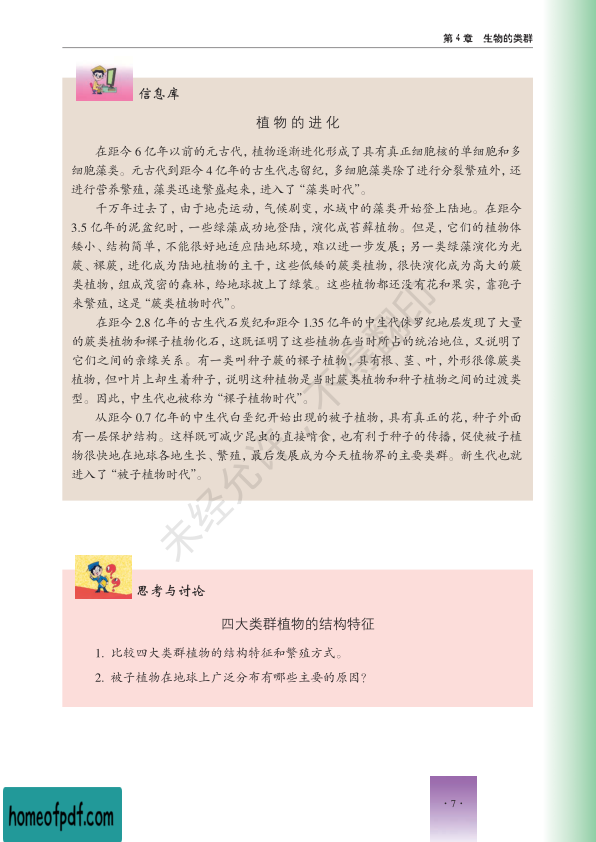 第 4 章 生物的类群
信息库
植物的进化
在距今 6 亿年以前的元古代，植物逐渐进化形成了具有真正细胞核的单细胞和多
细胞藻类。元古代到距今 4 亿年的古生代志留纪，多细胞藻类除了进行分裂繁殖外，还
进行营养繁殖，藻类迅速繁盛起来，进入了“藻类时代”。
千万年过去了，由于地壳运动，气候剧变，水域中的藻类开始登上陆地。在距今
3.5 亿年的泥盆纪时，一些绿藻成功地登陆，演化成苔藓植物。但是，它们的植物体
矮小、结构简单，不能很好地适应陆地环境，难以进一步发展；另一类绿藻演化为光
蕨、裸蕨，进化成为陆地植物的主干，这些低矮的蕨类植物，很快演化成为高大的蕨
类植物，组成茂密的森林，给地球披上了绿装。这些植物都还没有花和果实，靠孢子
来繁殖，这是“蕨类植物时代”。
在距今 2.8 亿年的古生代石炭纪和距今 1.35 亿年的中生代侏罗纪地层发现了大量
的蕨类植物和裸子植物化石，这既证明了这些植物在当时所占的统治地位，又说明了
它们之间的亲缘关系。有一类叫种子蕨的裸子植物，具有根、茎、叶，外形很像蕨类
植物，但叶片上却生着种子，说明这种植物是当时蕨类植物和种子植物之间的过渡类
型。因此，中生代也被称为“裸子植物时代”。
从距今 0.7 亿年的中生代白垩纪开始出现的被子植物，具有真正的花，种子外面
有一层保护结构。这样既可减少昆虫的直接啃食，也有利于种子的传播，促使被子植
物很快地在地球各地生长、繁殖，最后发展成为今天植物界的主要类群。新生代也就
进入了“被子植物时代”。
未经允许，不得翻印
思考与讨论
四大类群植物的结构特征
1. 比较四大类群植物的结构特征和繁殖方式。
2. 被子植物在地球上广泛分布有哪些主要的原因？
· 7 ·
homeofpdf.com